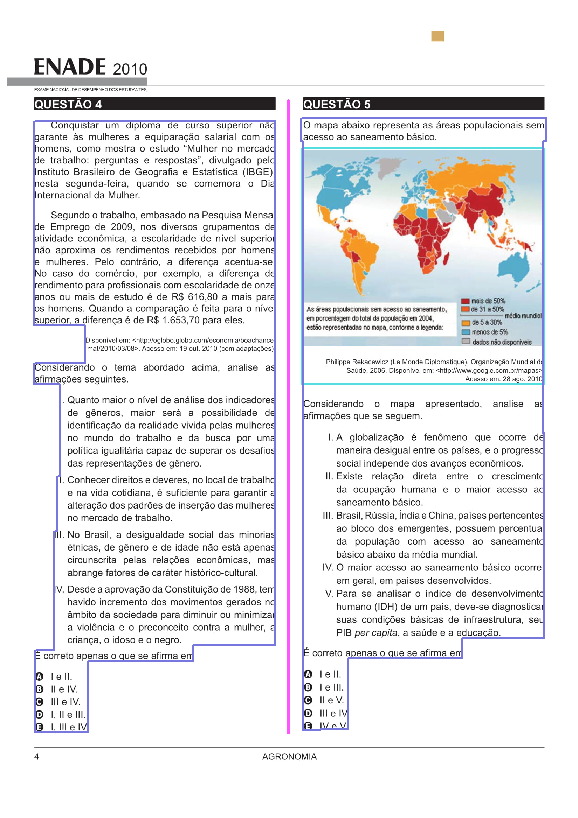 ENADE 2010
EXAME NACIONAL DE DESEMPENHO DOS ESTUDANTES
QUESTÃO 4
Conquistar um diploma de curso superior não
garante às mulheres a equiparação salarial com os
homens, como mostra o estudo “Mulher no mercado
de trabalho: perguntas e respostas”, divulgado pelo
Instituto Brasileiro de Geografia e Estatística (IBGE),
nesta segunda-feira, quando se comemora o Dia
Internacional da Mulher.
Segundo o trabalho, embasado na Pesquisa Mensal
de Emprego de 2009, nos diversos grupamentos de
atividade econômica, a escolaridade de nível superior
não aproxima os rendimentos recebidos por homens
e mulheres. Pelo contrário, a diferença acentua-se.
No caso do comércio, por exemplo, a diferença de
rendimento para profissionais com escolaridade de onze
anos ou mais de estudo é de R$ 616,80 a mais para
os homens. Quando a comparação é feita para o nível
superior, a diferença é de R$ 1.653,70 para eles.
Disponível em: <http://oglobo.globo.com/economia/boachance/
mat/2010/03/08>. Acesso em: 19 out. 2010 (com adaptações).
Considerando o tema abordado acima, analise as
afirmações seguintes.
I. Quanto maior o nível de análise dos indicadores
de gêneros, maior será a possibilidade de
identificação da realidade vivida pelas mulheres
no mundo do trabalho e da busca por uma
política igualitária capaz de superar os desafios
das representações de gênero.
II. Conhecer direitos e deveres, no local de trabalho
e na vida cotidiana, é suficiente para garantir a
alteração dos padrões de inserção das mulheres
no mercado de trabalho.
III. No Brasil, a desigualdade social das minorias
étnicas, de gênero e de idade não está apenas
circunscrita pelas relações econômicas, mas
abrange fatores de caráter histórico-cultural.
IV. Desde a aprovação da Constituição de 1988, tem
havido incremento dos movimentos gerados no
âmbito da sociedade para diminuir ou minimizar
a violência e o preconceito contra a mulher, a
criança, o idoso e o negro.
É correto apenas o que se afirma em
A I e II.
B II e IV.
C III e IV.
D I, II e III.
E I, III e IV.
QUESTÃO 5
O mapa abaixo representa as áreas populacionais sem
acesso ao saneamento básico.
As áreas populacionais sem acesso ao saneamento,
em porcentagem do total da população em 2004,
estão representadas no mapa, conforme a legenda:
mais de 50%
de 31 a 50%
média mundial
de 5 a 30%
menos de 5%
dados não disponíveis
Philippe Rekacewicz (Le Monde Diplomatique). Organização Mundial da
Saúde, 2006. Disponível em: <http://www.google.com.br/mapas>.
Acesso em: 28 ago. 2010.
Considerando o mapa apresentado, analise as
afirmações que se seguem.
I. A globalização é fenômeno que ocorre de
maneira desigual entre os países, e o progresso
social independe dos avanços econômicos.
II. Existe relação direta entre o crescimento
da ocupação humana e o maior acesso ao
saneamento básico.
III. Brasil, Rússia, Índia e China, países pertencentes
ao bloco dos emergentes, possuem percentual
da população com acesso ao saneamento
básico abaixo da média mundial.
IV. O maior acesso ao saneamento básico ocorre,
em geral, em países desenvolvidos.
V. Para se analisar o índice de desenvolvimento
humano (IDH) de um país, deve-se diagnosticar
suas condições básicas de infraestrutura, seu
PIB per capita, a saúde e a educação.
É correto apenas o que se afirma em
A I e II.
B I e III.
C II e V.
D III e IV.
E IV e V.
4
AGRONOMIA